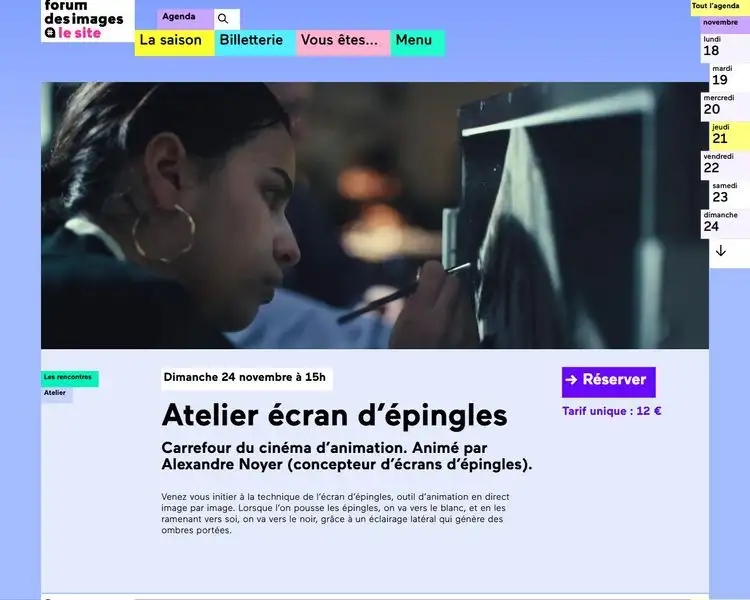 forum
des images
le site
Agenda
La saison
Billetterie
Vous êtes...
Menu
Tout l'agenda
novembre
lundi
18
mardi
19
mercredi
20
jeudi
21
vendredi
22
samedi
23
dimanche
24
Les rencontres
Atelier
Dimanche 24 novembre à 15h
→ Réserver
Tarif unique : 12 €
Atelier écran d'épingles
Carrefour du cinéma d'animation. Animé par
Alexandre Noyer (concepteur d'écrans d'épingles).
Venez vous initier à la technique de l'écran d'épingles, outil d'animation en direct
image par image. Lorsque l'on pousse les épingles, on va vers le blanc, et en les
ramenant vers soi, on va vers le noir, grâce à un éclairage latéral qui génère des
ombres portées.